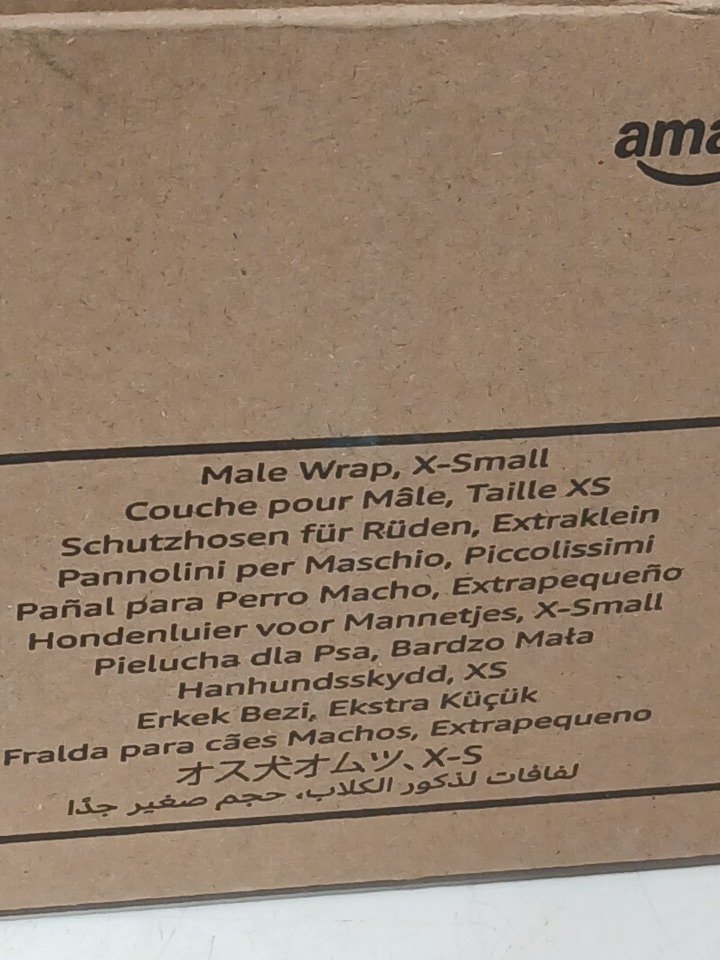 ama
Male Wrap, X-Small
Couche pour Mâle, Taille XS
Schutzhosen für Rüden, Extraklein
Pannolini per Maschio, Piccolissimi
Pañal para Perro Macho, Extrapequeño
Hondenluier voor Mannetjes, X-Small
Pielucha dla Psa, Bardzo Mała
Hanhundsskydd, XS
Erkek Bezi, Ekstra Küçük
Fralda para cães Machos, Extrapequeno
オス犬オムツ、X-S
لفافات لذكور الكلاب، حجم صغير جدًا